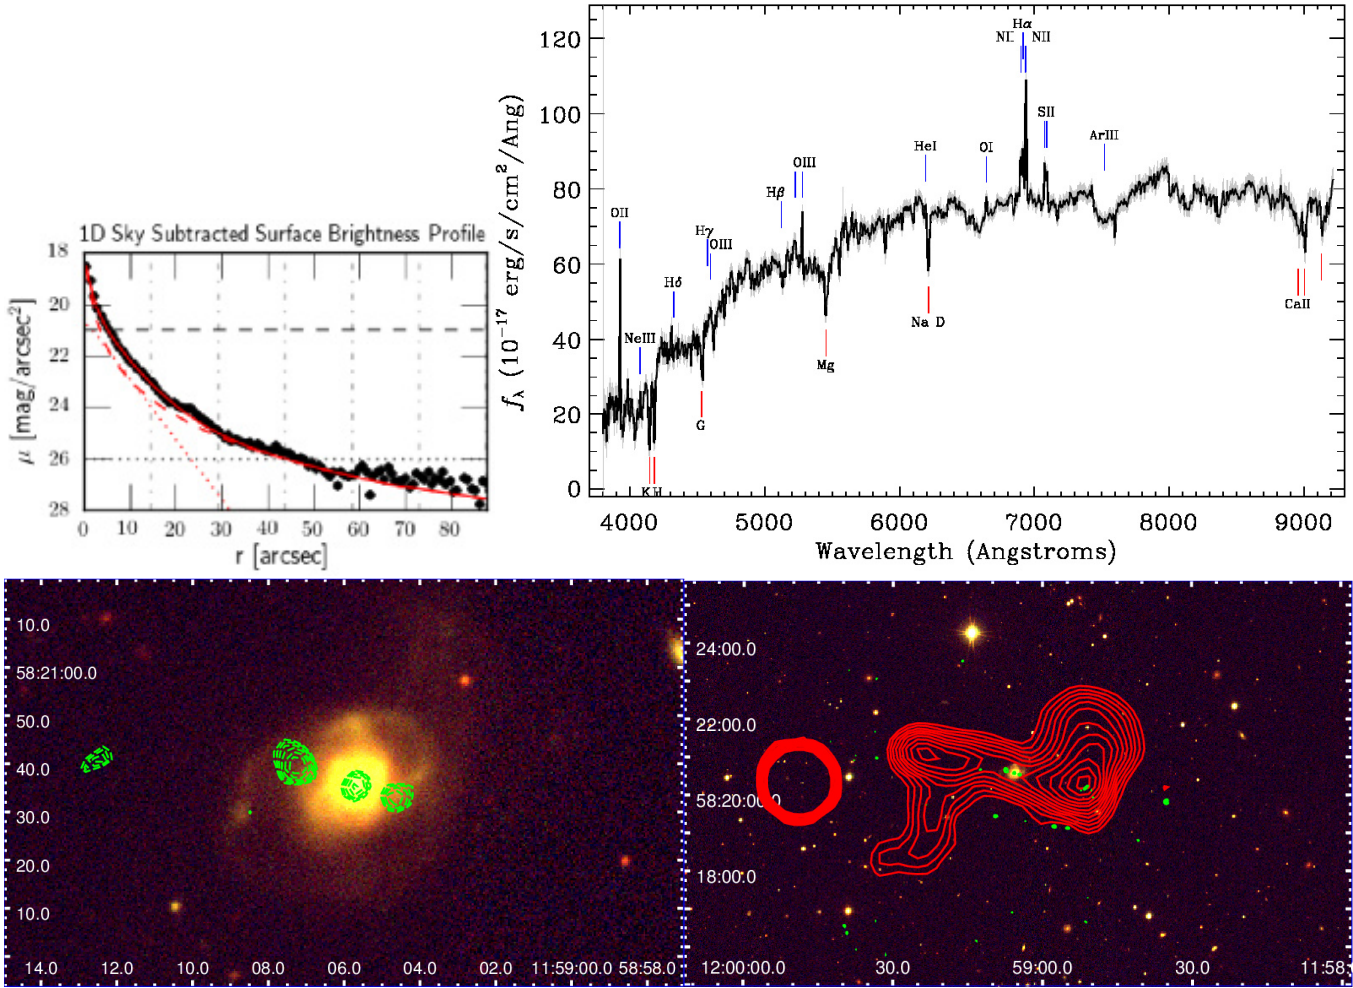 1D Sky Subtracted Surface Brightness Profile
18
20
22
24
26
28
μ [mag/arcsec²]
0
10
20
30
40
50
60
70
80
r [arcsec]
120
100
80
60
40
20
0
f_λ (10⁻¹⁷ erg/s/cm²/Ang)
Hα
NII
SII
ArIII
OI
HeI
OIII
Hβ
OII
Hγ
OIII
Hδ
NeIII
K H
G
Mg
Na D
CaII
4000
5000
6000
7000
8000
9000
Wavelength (Angstroms)
10.0
58:21:00.0
50.0
40.0
30.0
20.0
10.0
14.0
12.0
10.0
08.0
06.0
04.0
02.0
11:59:00.0
58:58.0
24:00.0
22:00.0
58:20:00.0
18:00.0
12:00:00.0
30.0
59:00.0
30.0
11:58: